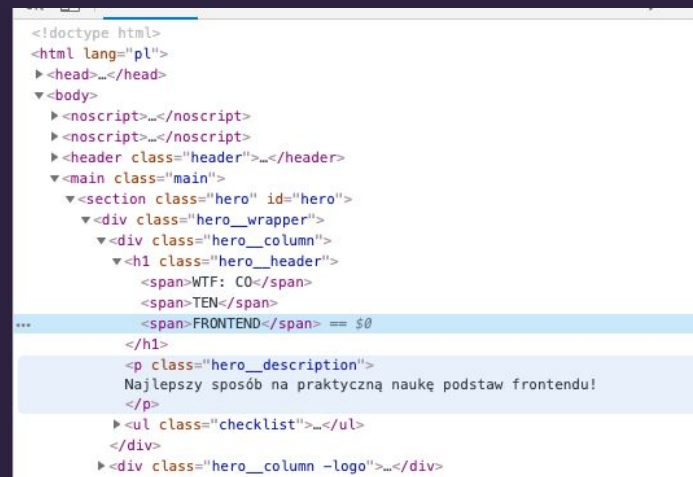 <!doctype html>
<html lang="pl">
<head>…</head>
<body>
<noscript>…</noscript>
<noscript>…</noscript>
<header class="header">…</header>
<main class="main">
<section class="hero" id="hero">
<div class="hero__wrapper">
<div class="hero__column">
<h1 class="hero__header">
<span>WTF: CO</span>
<span>TEN</span>
... <span>FRONTEND</span> == $0
</h1>
<p class="hero__description">
Najlepszy sposób na praktyczną naukę podstaw frontendu!
</p>
<ul class="checklist">…</ul>
</div>
<div class="hero__column -logo">…</div>